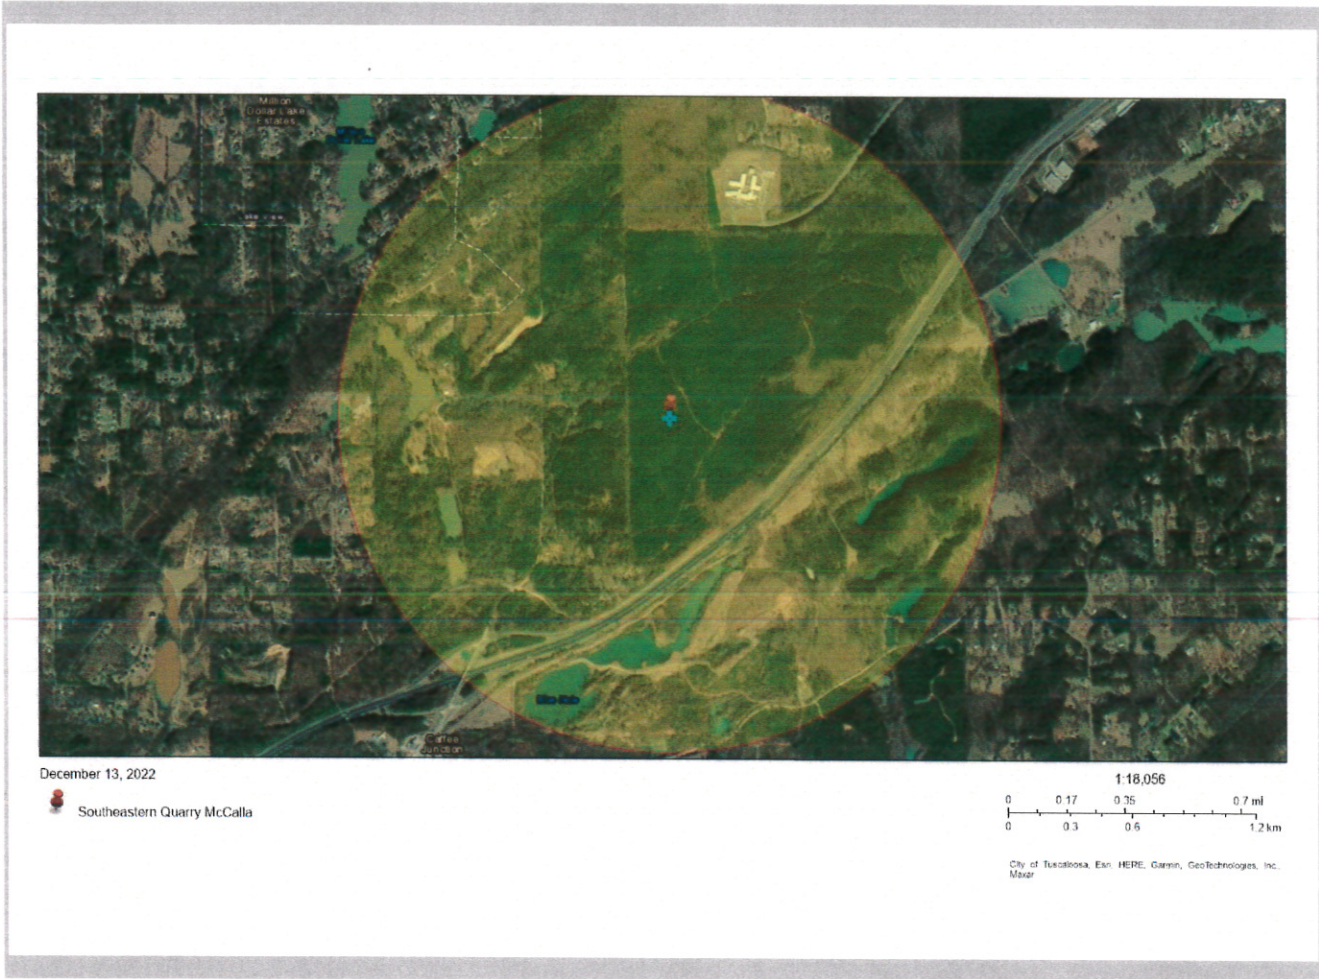 Million
Dollar Lake
Estates
Blue Hole
Caffee
Junction
December 13, 2022
Southeastern Quarry McCalla
1:18,056
0 0.17 0.35 0.7 mi
0 0.3 0.6 1.2 km
City of Tuscaloosa, Esri, HERE, Garmin, GeoTechnologies, Inc.,
Maxar